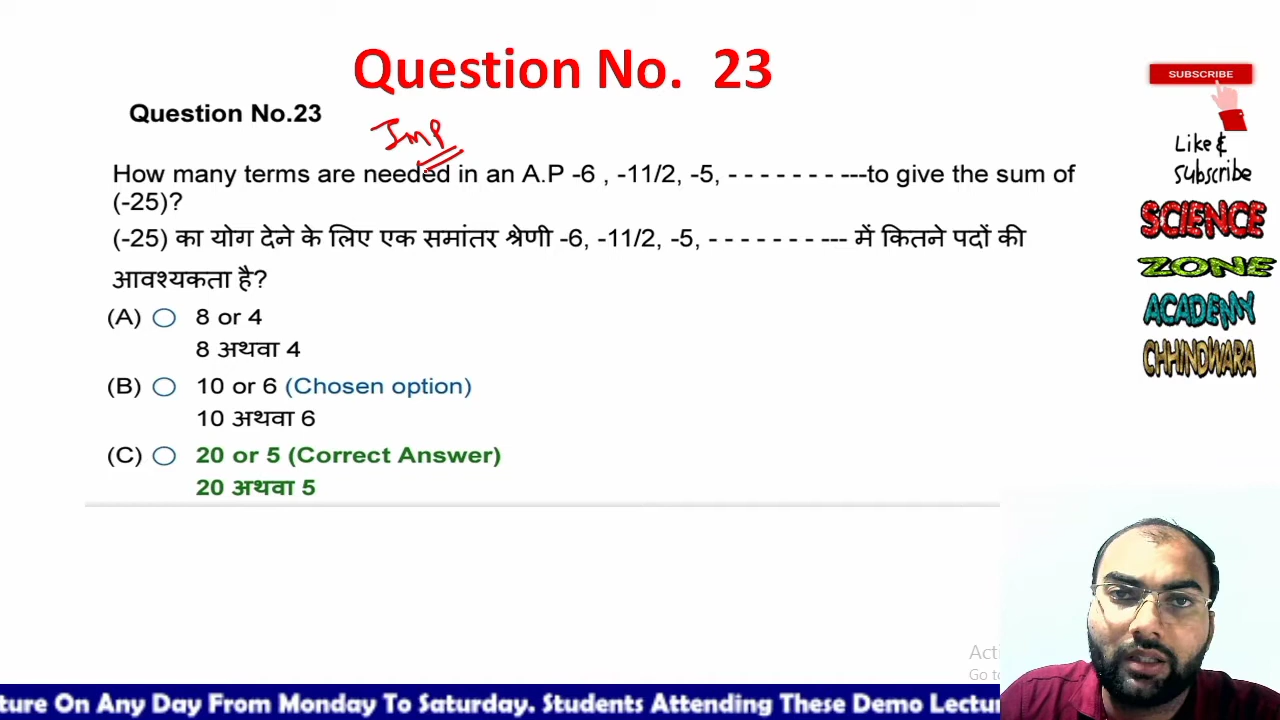 Question No. 23
Question No.23
Imp
How many terms are needed in an A.P -6 , -11/2, -5, - - - - - - - ---to give the sum of
(-25)?
(-25) का योग देने के लिए एक समांतर श्रेणी -6, -11/2, -5, - - - - - - - --- में कितने पदों की
आवश्यकता है?
(A) 8 or 4
8 अथवा 4
(B) 10 or 6 (Chosen option)
10 अथवा 6
(C) 20 or 5 (Correct Answer)
20 अथवा 5
SUBSCRIBE
Like &
Subscribe
SCIENCE
ZONE
ACADEMY
CHHINDWARA
Acti
Go to
ture On Any Day From Monday To Saturday. Students Attending These Demo Lectur